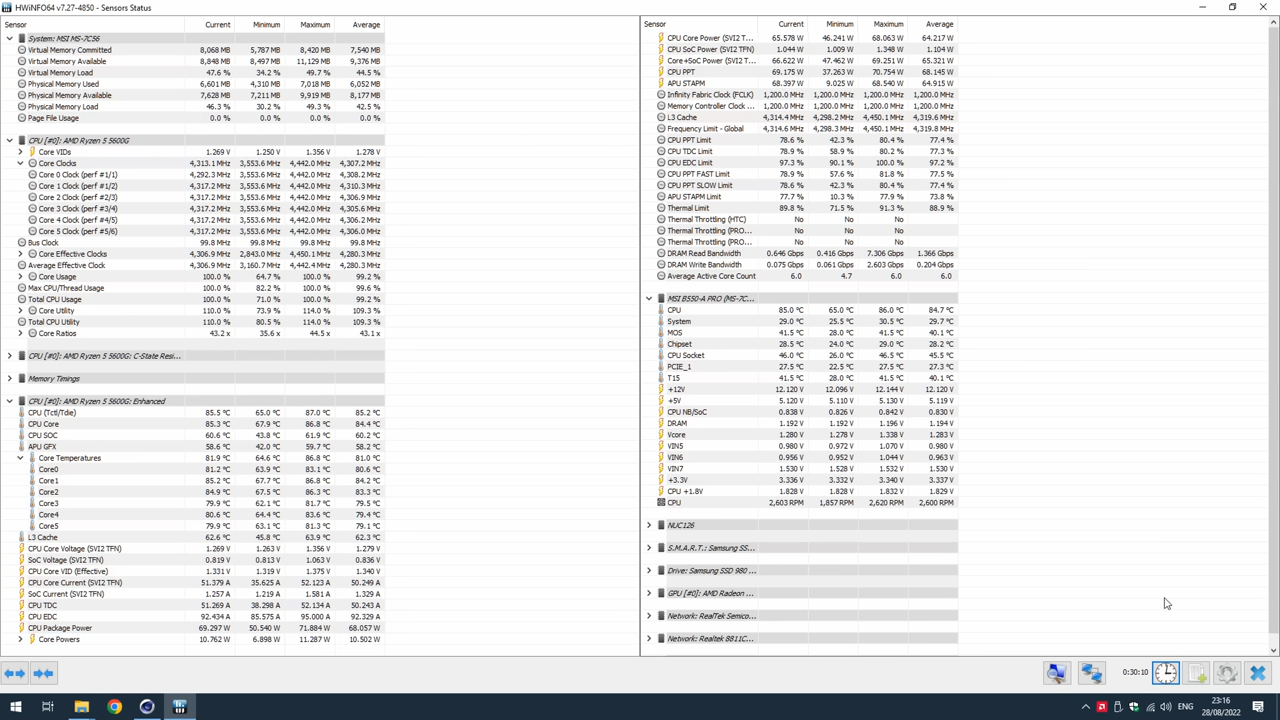 HWiNFO64 v7.27-4850 - Sensors Status
Sensor Current Minimum Maximum Average
System: MSI MS-7C56
Virtual Memory Committed 8,068 MB 5,787 MB 8,420 MB 7,540 MB
Virtual Memory Available 8,848 MB 8,497 MB 11,129 MB 9,376 MB
Virtual Memory Load 47.6 % 34.2 % 49.7 % 44.5 %
Physical Memory Used 6,601 MB 4,310 MB 7,018 MB 6,052 MB
Physical Memory Available 7,628 MB 7,211 MB 9,919 MB 8,177 MB
Physical Memory Load 46.3 % 30.2 % 49.3 % 42.5 %
Page File Usage 0.0 % 0.0 % 0.0 % 0.0 %
CPU [#0]: AMD Ryzen 5 5600G
Core VIDs 1.269 V 1.250 V 1.356 V 1.278 V
Core Clocks 4,313.1 MHz 3,553.6 MHz 4,442.0 MHz 4,307.2 MHz
Core 0 Clock (perf #1/1) 4,292.3 MHz 3,553.6 MHz 4,442.0 MHz 4,304.3 MHz
Core 1 Clock (perf #1/2) 4,317.2 MHz 3,553.6 MHz 4,442.0 MHz 4,310.3 MHz
Core 2 Clock (perf #2/3) 4,317.2 MHz 3,553.6 MHz 4,442.0 MHz 4,306.9 MHz
Core 3 Clock (perf #3/4) 4,317.2 MHz 3,553.6 MHz 4,442.0 MHz 4,306.9 MHz
Core 4 Clock (perf #4/5) 4,317.2 MHz 3,553.6 MHz 4,442.0 MHz 4,306.9 MHz
Core 5 Clock (perf #5/6) 4,317.2 MHz 3,553.6 MHz 4,442.0 MHz 4,306.9 MHz
Bus Clock 99.8 MHz 99.8 MHz 99.8 MHz 99.8 MHz
Core Effective Clocks 4,306.9 MHz 2,843.0 MHz 4,450.1 MHz 4,280.3 MHz
Average Effective Clock 4,306.9 MHz 3,160.7 MHz 4,442.4 MHz 4,280.3 MHz
Core Usage 100.0 % 64.7 % 100.0 % 99.2 %
Max CPU/Thread Usage 100.0 % 82.2 % 100.0 % 99.6 %
Total CPU Usage 100.0 % 71.0 % 100.0 % 99.2 %
Core Utility 110.0 % 73.9 % 114.0 % 109.3 %
Total CPU Utility 110.0 % 80.5 % 114.0 % 109.3 %
Core Ratios 43.2 x 35.6 x 44.5 x 43.1 x
CPU [#0]: AMD Ryzen 5 5600G: C-State Resi...
Memory Timings
CPU [#0]: AMD Ryzen 5 5600G: Enhanced
CPU (Tctl/Tdie) 85.5 °C 65.0 °C 87.0 °C 85.2 °C
CPU Core 85.3 °C 67.9 °C 86.8 °C 84.4 °C
CPU SOC 60.6 °C 43.8 °C 61.9 °C 60.2 °C
APU GFX 58.6 °C 42.0 °C 59.7 °C 58.2 °C
Core Temperatures 81.9 °C 64.6 °C 86.8 °C 81.0 °C
Core0 81.2 °C 63.9 °C 83.1 °C 80.6 °C
Core1 85.2 °C 67.7 °C 86.8 °C 84.2 °C
Core2 84.9 °C 67.5 °C 86.3 °C 83.3 °C
Core3 79.9 °C 62.1 °C 81.7 °C 79.5 °C
Core4 80.6 °C 64.4 °C 83.6 °C 79.4 °C
Core5 79.9 °C 63.1 °C 81.3 °C 79.1 °C
L3 Cache 62.6 °C 45.8 °C 63.9 °C 62.3 °C
CPU Core Voltage (SVI2 TFN) 1.269 V 1.263 V 1.356 V 1.279 V
SoC Voltage (SVI2 TFN) 0.819 V 0.813 V 1.063 V 0.836 V
CPU Core VID (Effective) 1.331 V 1.319 V 1.375 V 1.340 V
CPU Core Current (SVI2 TFN) 51.379 A 35.625 A 52.123 A 50.249 A
SoC Current (SVI2 TFN) 1.257 A 1.219 A 1.581 A 1.329 A
CPU TDC 51.269 A 38.298 A 52.134 A 50.243 A
CPU EDC 92.434 A 85.575 A 95.000 A 92.329 A
CPU Package Power 69.297 W 50.540 W 71.884 W 68.057 W
Core Powers 10.762 W 6.898 W 11.287 W 10.502 W
Sensor Current Minimum Maximum Average
CPU Core Power (SVI2 T... 65.578 W 46.241 W 68.063 W 64.217 W
CPU SoC Power (SVI2 TFN) 1.044 W 1.009 W 1.348 W 1.104 W
Core+SoC Power (SVI2 T... 66.622 W 47.462 W 69.251 W 65.321 W
CPU PPT 69.175 W 37.263 W 70.754 W 68.145 W
APU STAPM 68.397 W 9.025 W 68.540 W 64.915 W
Infinity Fabric Clock (FCLK) 1,200.0 MHz 1,200.0 MHz 1,200.0 MHz 1,200.0 MHz
Memory Controller Clock ... 1,200.0 MHz 1,200.0 MHz 1,200.0 MHz 1,200.0 MHz
L3 Cache 4,314.4 MHz 4,298.2 MHz 4,450.1 MHz 4,319.6 MHz
Frequency Limit - Global 4,314.6 MHz 4,298.3 MHz 4,450.1 MHz 4,319.8 MHz
CPU PPT Limit 78.6 % 42.3 % 80.4 % 77.4 %
CPU TDC Limit 78.9 % 58.9 % 80.2 % 77.3 %
CPU EDC Limit 97.3 % 90.1 % 100.0 % 97.2 %
CPU PPT FAST Limit 78.9 % 57.6 % 81.8 % 77.5 %
CPU PPT SLOW Limit 78.6 % 42.3 % 80.4 % 77.4 %
APU STAPM Limit 77.7 % 10.3 % 77.9 % 73.8 %
Thermal Limit 89.8 % 71.5 % 91.3 % 88.9 %
Thermal Throttling (HTC) No No No
Thermal Throttling (PRO... No No No
Thermal Throttling (PRO... No No No
DRAM Read Bandwidth 0.646 Gbps 0.416 Gbps 7.306 Gbps 1.366 Gbps
DRAM Write Bandwidth 0.075 Gbps 0.061 Gbps 2.603 Gbps 0.204 Gbps
Average Active Core Count 6.0 4.7 6.0 6.0
MSI B550-A PRO (MS-7C...
CPU 85.0 °C 65.0 °C 86.0 °C 84.7 °C
System 29.0 °C 25.5 °C 30.5 °C 29.7 °C
MOS 41.5 °C 28.0 °C 41.5 °C 40.1 °C
Chipset 28.5 °C 24.0 °C 29.0 °C 28.2 °C
CPU Socket 46.0 °C 26.0 °C 46.5 °C 45.5 °C
PCIE_1 27.5 °C 22.5 °C 27.5 °C 27.3 °C
T15 41.5 °C 28.0 °C 41.5 °C 40.1 °C
+12V 12.120 V 12.096 V 12.144 V 12.120 V
+5V 5.120 V 5.110 V 5.130 V 5.119 V
CPU NB/SoC 0.838 V 0.826 V 0.842 V 0.830 V
DRAM 1.192 V 1.192 V 1.196 V 1.194 V
Vcore 1.280 V 1.278 V 1.338 V 1.283 V
VIN5 0.980 V 0.972 V 1.070 V 0.980 V
VIN6 0.956 V 0.952 V 1.044 V 0.963 V
VIN7 1.530 V 1.528 V 1.532 V 1.530 V
+3.3V 3.336 V 3.332 V 3.340 V 3.337 V
CPU +1.8V 1.828 V 1.828 V 1.832 V 1.829 V
CPU 2,603 RPM 1,857 RPM 2,620 RPM 2,600 RPM
NUC126
S.M.A.R.T.: Samsung SS...
Drive: Samsung SSD 980 ...
GPU [#0]: AMD Radeon ...
Network: RealTek Semico...
Network: Realtek 8811C...
0:30:10
ENG
23:16
28/08/2022